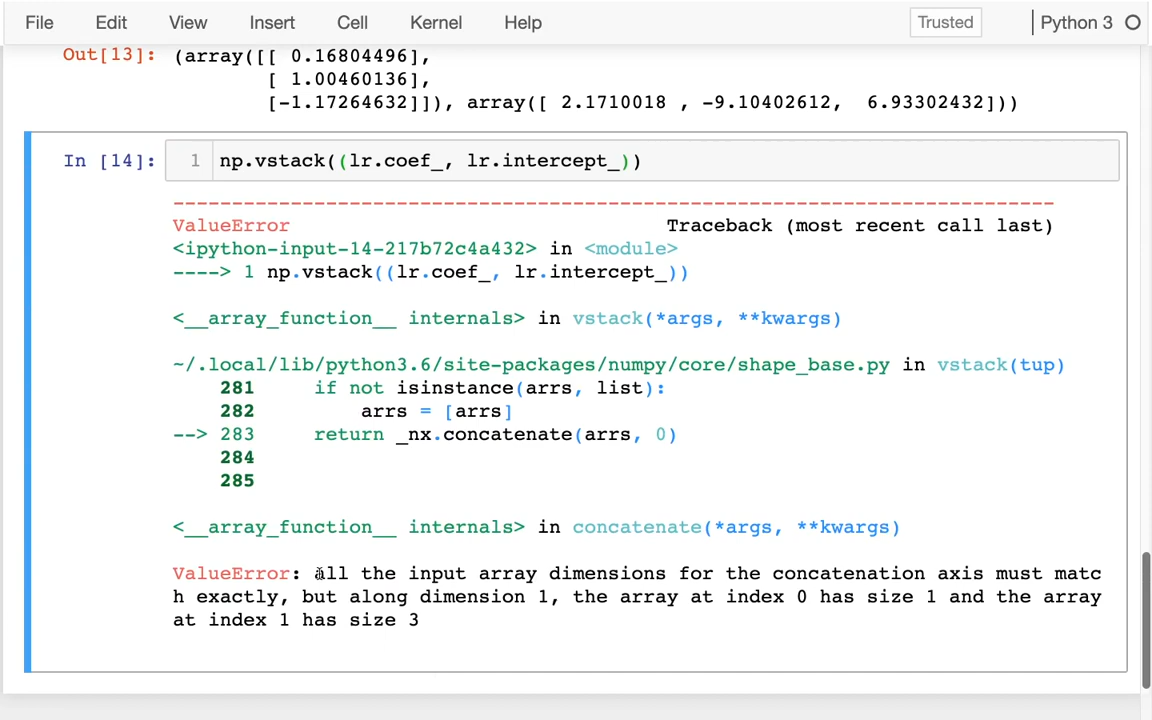 File Edit View Insert Cell Kernel Help Trusted Python 3
Out[13]: (array([[ 0.16804496],
[ 1.00460136],
[-1.17264632]]), array([ 2.1710018 , -9.10402612,  6.93302432]))
In [14]: 1 np.vstack((lr.coef_, lr.intercept_))
---------------------------------------------------------------------------
ValueError Traceback (most recent call last)
<ipython-input-14-217b72c4a432> in <module>
----> 1 np.vstack((lr.coef_, lr.intercept_))
<__array_function__ internals> in vstack(*args, **kwargs)
~/.local/lib/python3.6/site-packages/numpy/core/shape_base.py in vstack(tup)
281 if not isinstance(arrs, list):
282 arrs = [arrs]
--> 283 return _nx.concatenate(arrs, 0)
284
285
<__array_function__ internals> in concatenate(*args, **kwargs)
ValueError: all the input array dimensions for the concatenation axis must matc
h exactly, but along dimension 1, the array at index 0 has size 1 and the array
at index 1 has size 3